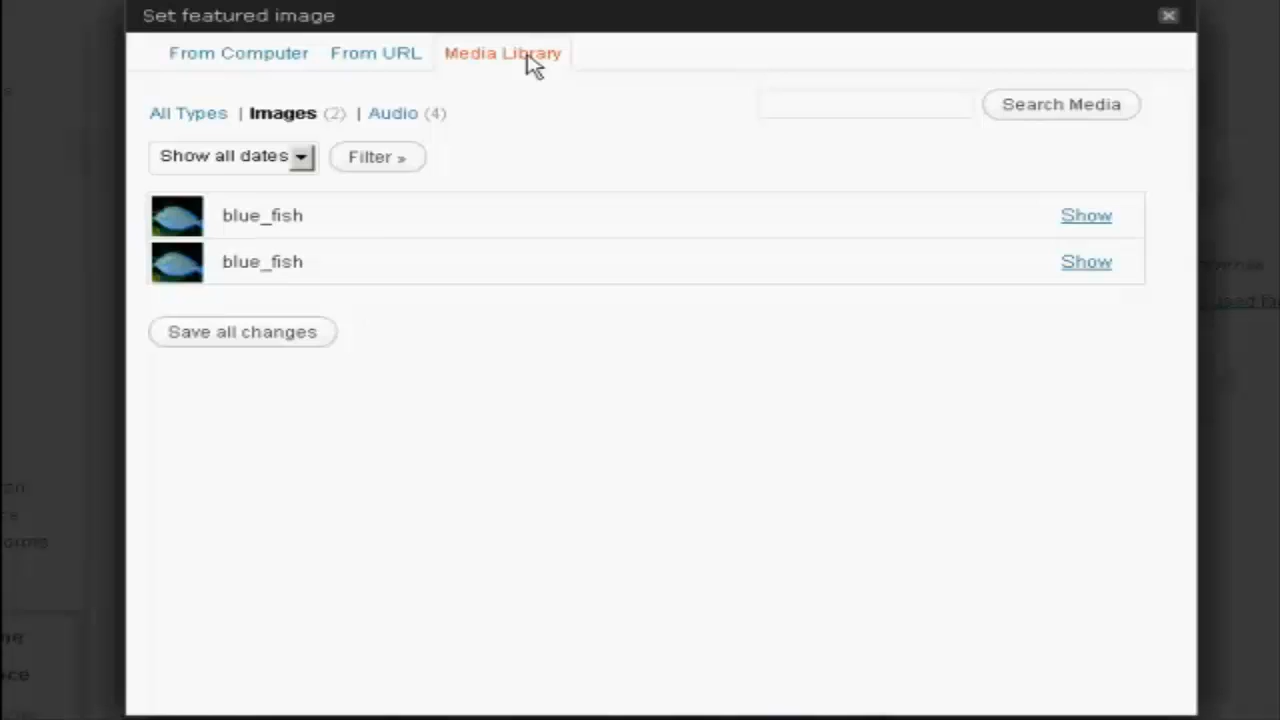 Set featured image
From Computer From URL Media Library
All Types | Images (2) | Audio (4)
Search Media
Show all dates Filter »
blue_fish Show
blue_fish Show
Save all changes